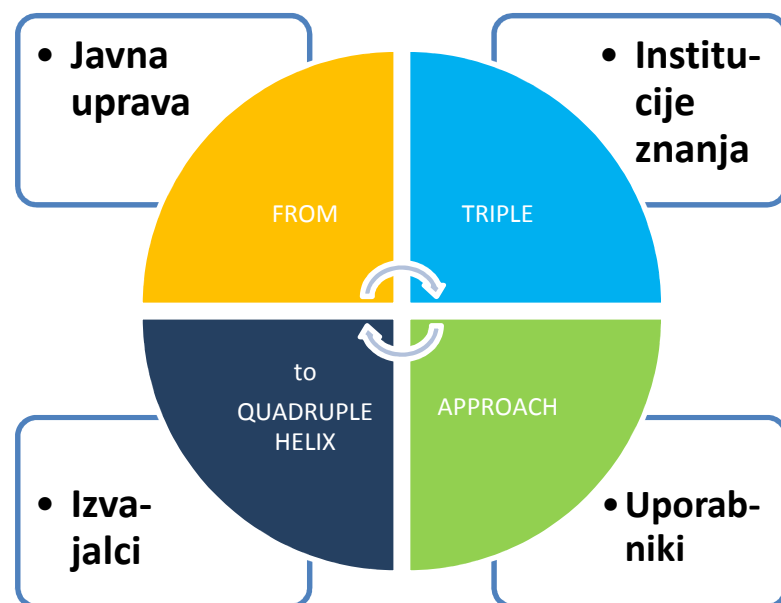 • Javna
uprava
• Institu-
cije
znanja
FROM
TRIPLE
to
QUADRUPLE
HELIX
APPROACH
• Izva-
jalci
• Uporab-
niki